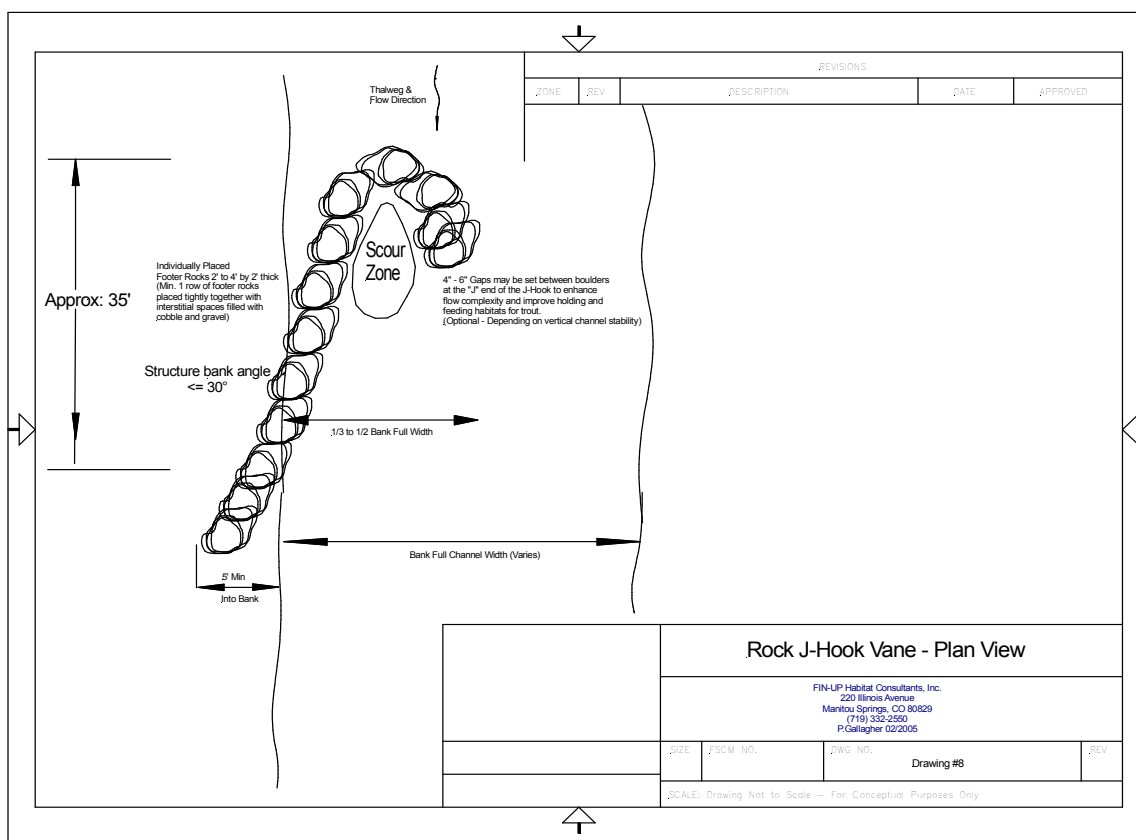 REVISIONS
ZONE REV DESCRIPTION DATE APPROVED
Thalweg &
Flow Direction
Scour
Zone
Individually Placed
Footer Rocks 2' to 4' by 2' thick
(Min. 1 row of footer rocks
placed tightly together with
interstitial spaces filled with
cobble and gravel)
4" - 6" Gaps may be set between boulders
at the "J" end of the J-Hook to enhance
flow complexity and improve holding and
feeding habitats for trout.
(Optional - Depending on vertical channel stability)
Approx: 35'
Structure bank angle
<= 30°
1/3 to 1/2 Bank Full Width
Bank Full Channel Width (Varies)
5' Min
Into Bank
Rock J-Hook Vane - Plan View
FIN-UP Habitat Consultants, Inc.
220 Illinois Avenue
Manitou Springs, CO 80829
(719) 332-2550
P.Gallagher 02/2005
SIZE FSCM NO. DWG NO. REV
Drawing #8
SCALE: Drawing Not to Scale - For Conceptual Purposes Only